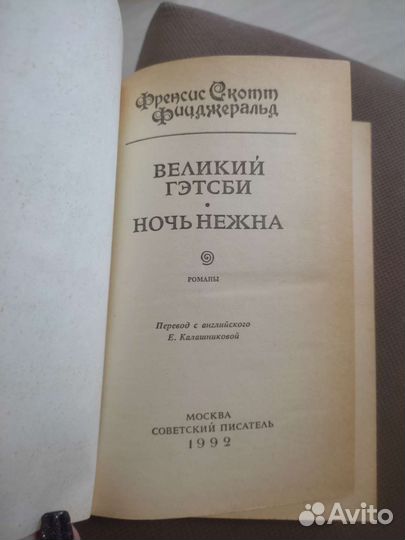 Френсис Скотт
Фицджеральд
ВЕЛИКИЙ
ГЭТСБИ
•
НОЧЬ НЕЖНА
РОМАНЫ
Перевод с английского
Е. Калашниковой
МОСКВА
СОВЕТСКИЙ ПИСАТЕЛЬ
1992
Avito